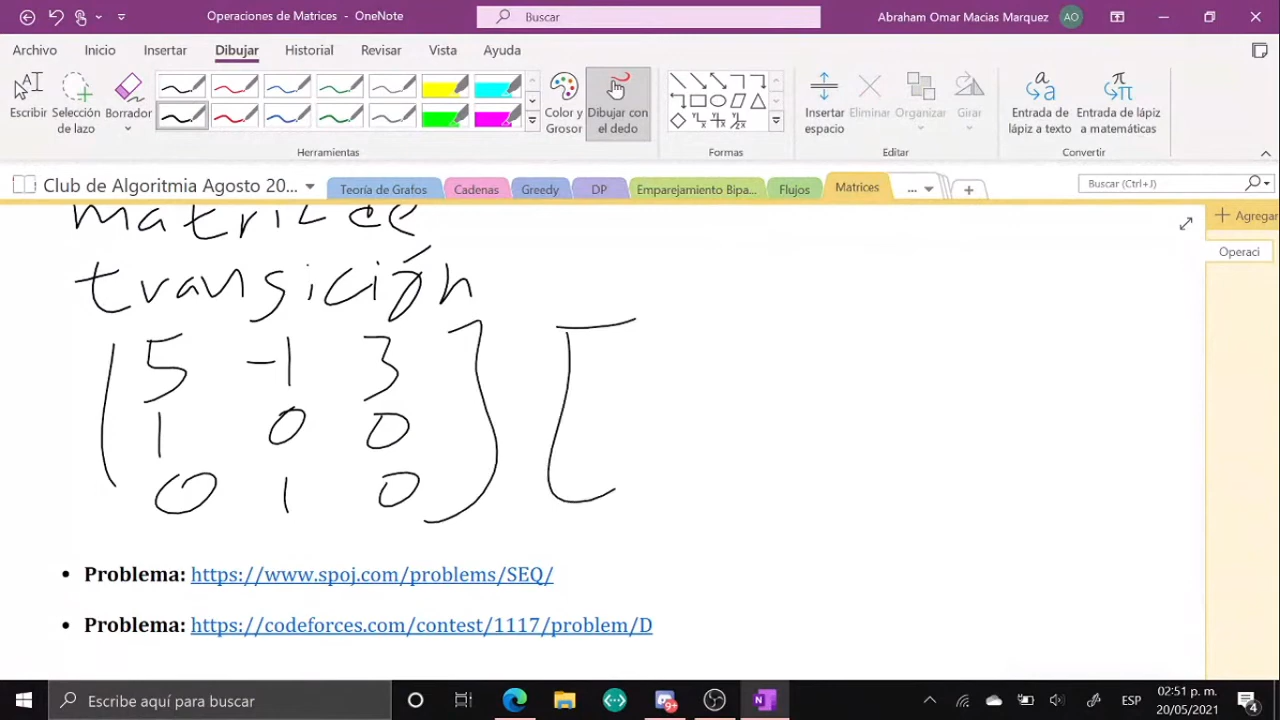 Operaciones de Matrices - OneNote
Buscar
Abraham Omar Macias Marquez
AO
Archivo
Inicio
Insertar
Dibujar
Historial
Revisar
Vista
Ayuda
Escribir
Selección de lazo
Borrador
Color y Grosor
Dibujar con el dedo
Insertar espacio
Eliminar
Organizar
Girar
Entrada de lápiz a texto
Entrada de lápiz a matemáticas
Herramientas
Formas
Editar
Convertir
Club de Algoritmia Agosto 20...
Teoría de Grafos
Cadenas
Greedy
DP
Emparejamiento Bipa...
Flujos
Matrices
...
Buscar (Ctrl+J)
Agregar
Operaci
matriz de
transición
5 -1 3
1 0 0
0 1 0
• Problema: https://www.spoj.com/problems/SEQ/
• Problema: https://codeforces.com/contest/1117/problem/D
Escribe aquí para buscar
9+
ESP
02:51 p. m.
20/05/2021
4